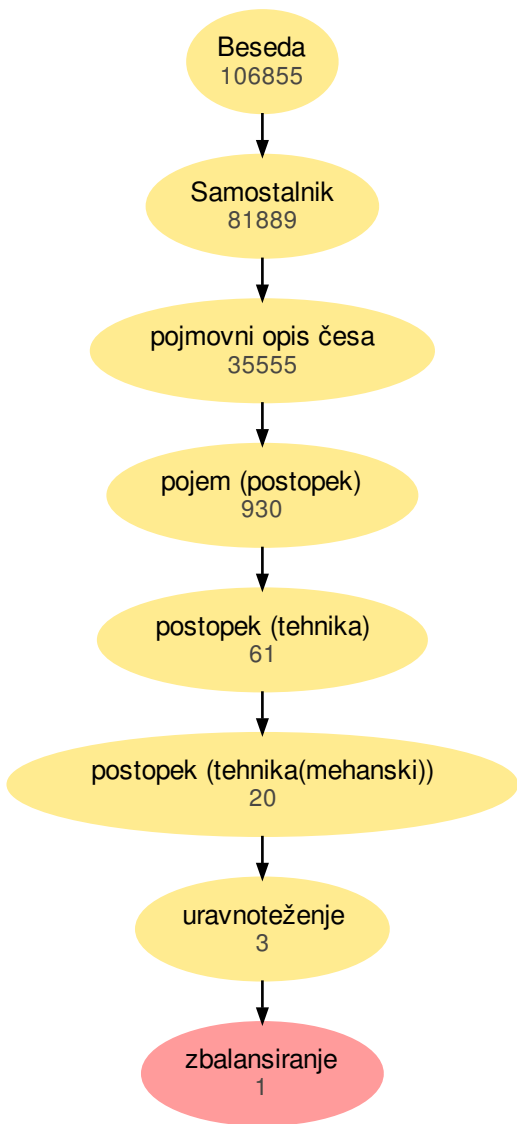 Beseda
106855
Samostalnik
81889
pojmovni opis česa
35555
pojem (postopek)
930
postopek (tehnika)
61
postopek (tehnika(mehanski))
20
uravnoteženje
3
zbalansiranje
1